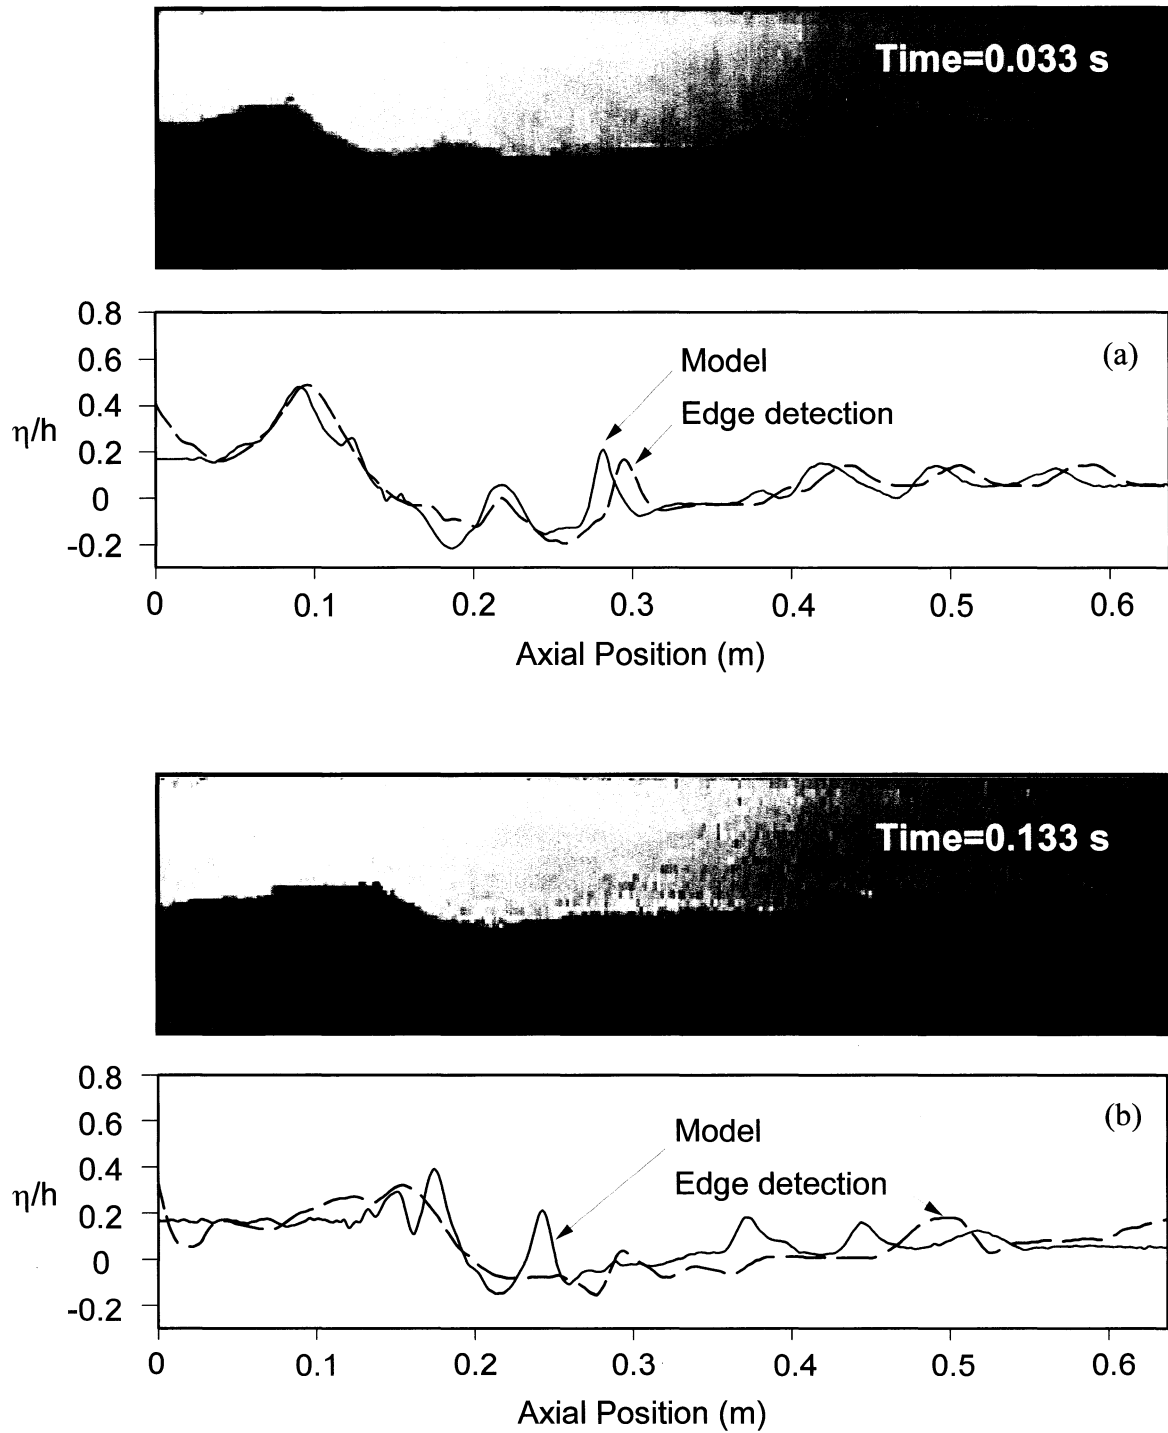 Time=0.033 s
0.8
0.6
0.4
0.2
0
-0.2
η/h
(a)
Model
Edge detection
0 0.1 0.2 0.3 0.4 0.5 0.6
Axial Position (m)
Time=0.133 s
0.8
0.6
0.4
0.2
0
-0.2
η/h
(b)
Model
Edge detection
0 0.1 0.2 0.3 0.4 0.5 0.6
Axial Position (m)